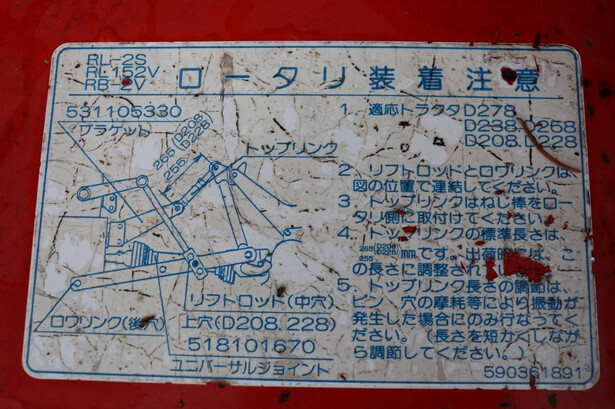 RL-2S
RL152V
RB-2V
ロータリ装着注意
531105330
ブラケット
265(D208 D228)
255
トップリンク
リフトロッド(中穴)
上穴(D208.228)
ロワリンク(後穴)
518101670
ユニバーサルジョイント
1. 適応トラクタD278
D238.D268
D208.D228
2. リフトロッドとロワリンクは、
図の位置で連結してください。
3. トップリンクはねじ棒をロー
タリ側に取付けてください。
4. トップリンクの標準長さは、
265(D208 D228)
255 mmです。出荷時には、こ
の長さに調整され
5. トップリンク長さの調節は、
ピン、穴の摩耗等により振動が
発生した場合にのみ行なってく
ださい。(長さを短かくしなが
ら調節してください。)
590361891